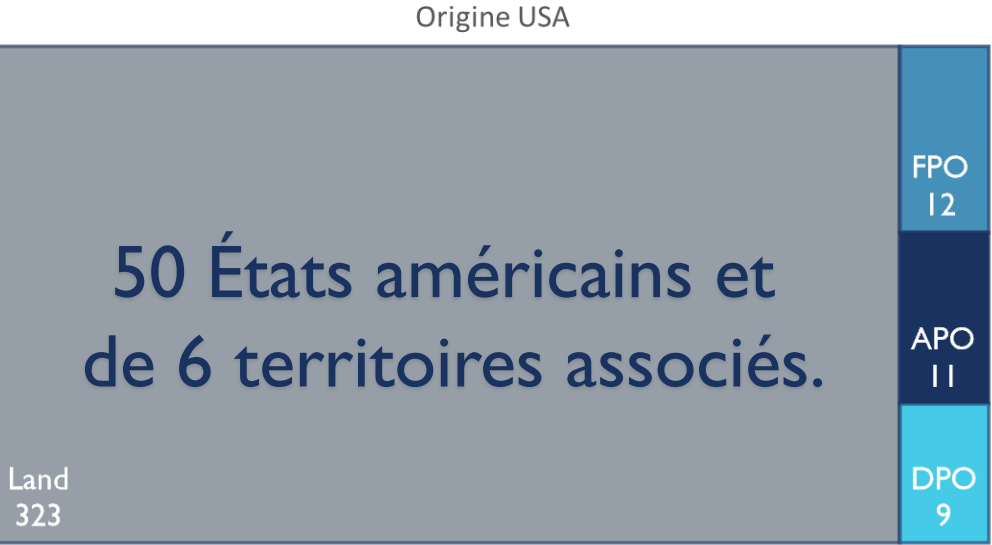 Origine USA
FPO
12
50 États américains et
de 6 territoires associés.
APO
11
Land
323
DPO
9